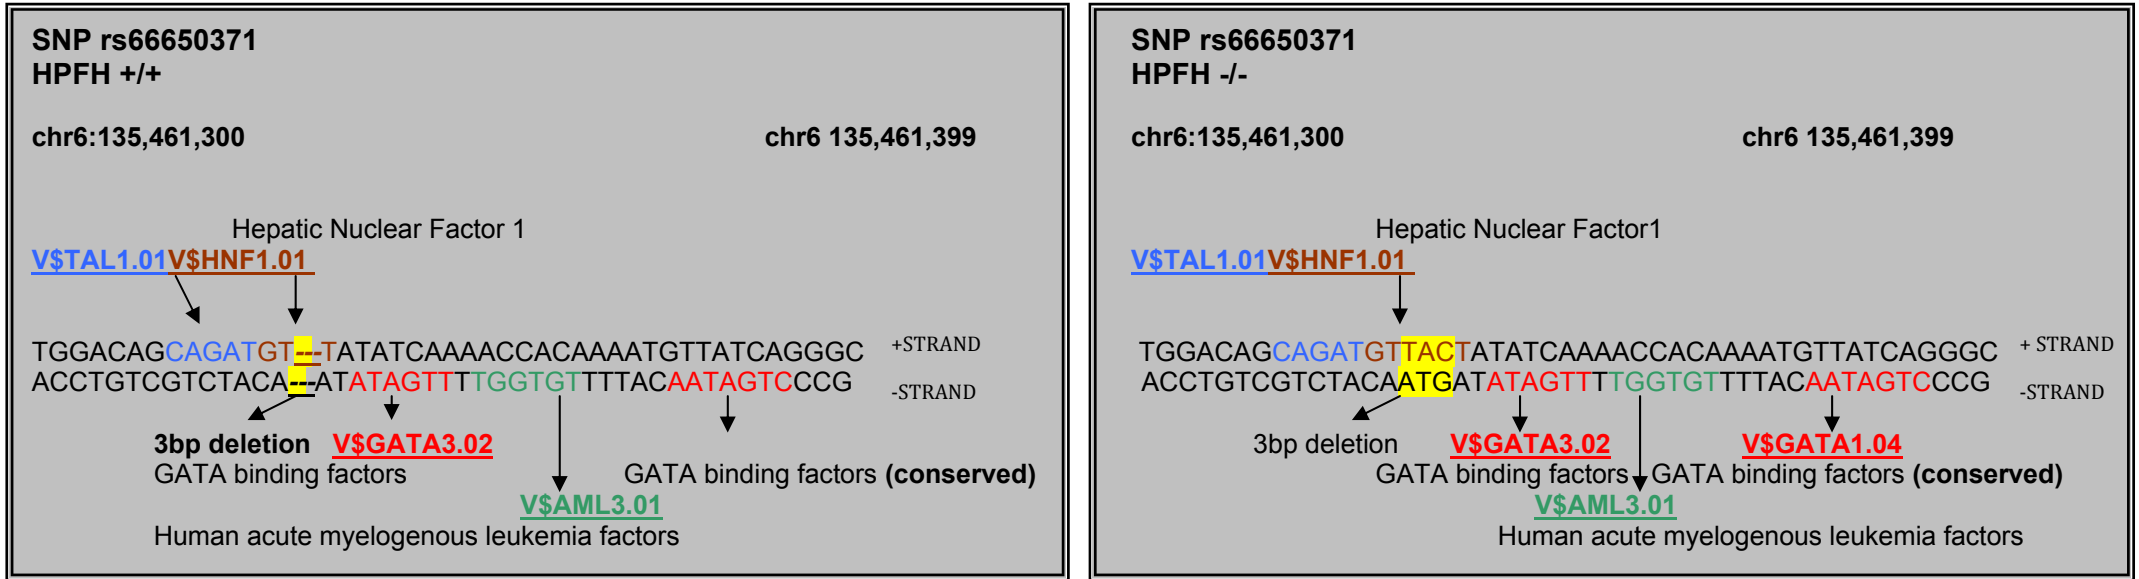 SNP rs66650371
HPFH +/+
chr6:135,461,300 chr6 135,461,399
Hepatic Nuclear Factor 1
V$TAL1.01V$HNF1.01
TGGACAGCAGATGT---TATATCAAAACCACAAAATGTTATCAGGGC +STRAND
ACCTGTCGTCTACA---ATATAGTTTTGGTGTTTTACAATAGTCCCG -STRAND
3bp deletion V$GATA3.02
GATA binding factors GATA binding factors (conserved)
V$AML3.01
Human acute myelogenous leukemia factors
SNP rs66650371
HPFH -/-
chr6:135,461,300 chr6 135,461,399
Hepatic Nuclear Factor1
V$TAL1.01V$HNF1.01
TGGACAGCAGATGTTACTATATCAAAACCACAAAATGTTATCAGGGC + STRAND
ACCTGTCGTCTACAATGATATAGTTTTGGTGTTTTACAATAGTCCCG -STRAND
3bp deletion V$GATA3.02 V$GATA1.04
GATA binding factors GATA binding factors (conserved)
V$AML3.01
Human acute myelogenous leukemia factors